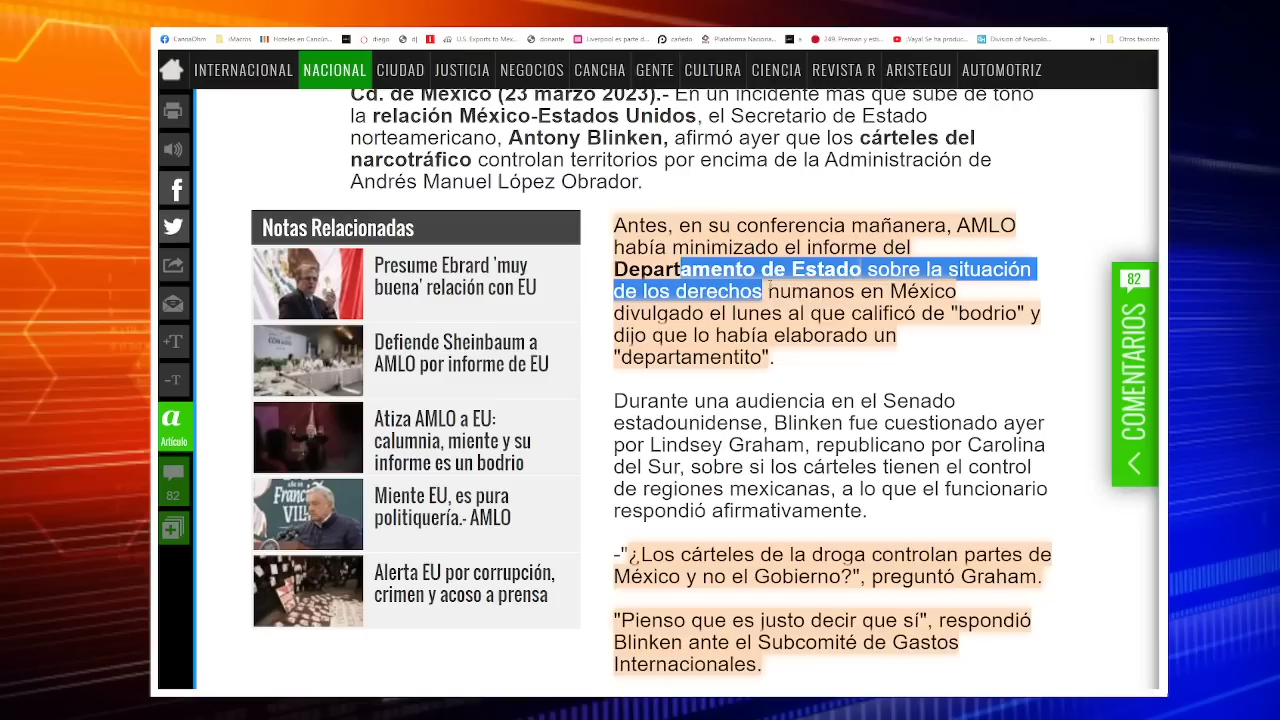 CannaOhm
iMacros
Hoteles en Cancún...
diego
d|
U.S. Exports to Mex...
donante
Liverpool es parte d...
cañedo
Plataforma Naciona...
a
249. Premian y esti...
¡Vaya! Se ha produc...
Division of Neurolo...
»
Otros favorito
INTERNACIONAL
NACIONAL
CIUDAD
JUSTICIA
NEGOCIOS
CANCHA
GENTE
CULTURA
CIENCIA
REVISTA R
ARISTEGUI
AUTOMOTRIZ
Cd. de México (23 marzo 2023).- En un incidente más que sube de tono
la relación México-Estados Unidos, el Secretario de Estado
norteamericano, Antony Blinken, afirmó ayer que los cárteles del
narcotráfico controlan territorios por encima de la Administración de
Andrés Manuel López Obrador.
+T
-T
a
Artículo
82
Notas Relacionadas
Presume Ebrard 'muy
buena' relación con EU
Defiende Sheinbaum a
AMLO por informe de EU
Atiza AMLO a EU:
calumnia, miente y su
informe es un bodrio
Miente EU, es pura
politiquería.- AMLO
Alerta EU por corrupción,
crimen y acoso a prensa
Antes, en su conferencia mañanera, AMLO
había minimizado el informe del
Departamento de Estado sobre la situación
de los derechos humanos en México
divulgado el lunes al que calificó de "bodrio" y
dijo que lo había elaborado un
"departamentito".
Durante una audiencia en el Senado
estadounidense, Blinken fue cuestionado ayer
por Lindsey Graham, republicano por Carolina
del Sur, sobre si los cárteles tienen el control
de regiones mexicanas, a lo que el funcionario
respondió afirmativamente.
-"¿Los cárteles de la droga controlan partes de
México y no el Gobierno?", preguntó Graham.
"Pienso que es justo decir que sí", respondió
Blinken ante el Subcomité de Gastos
Internacionales.
82
COMENTARIOS